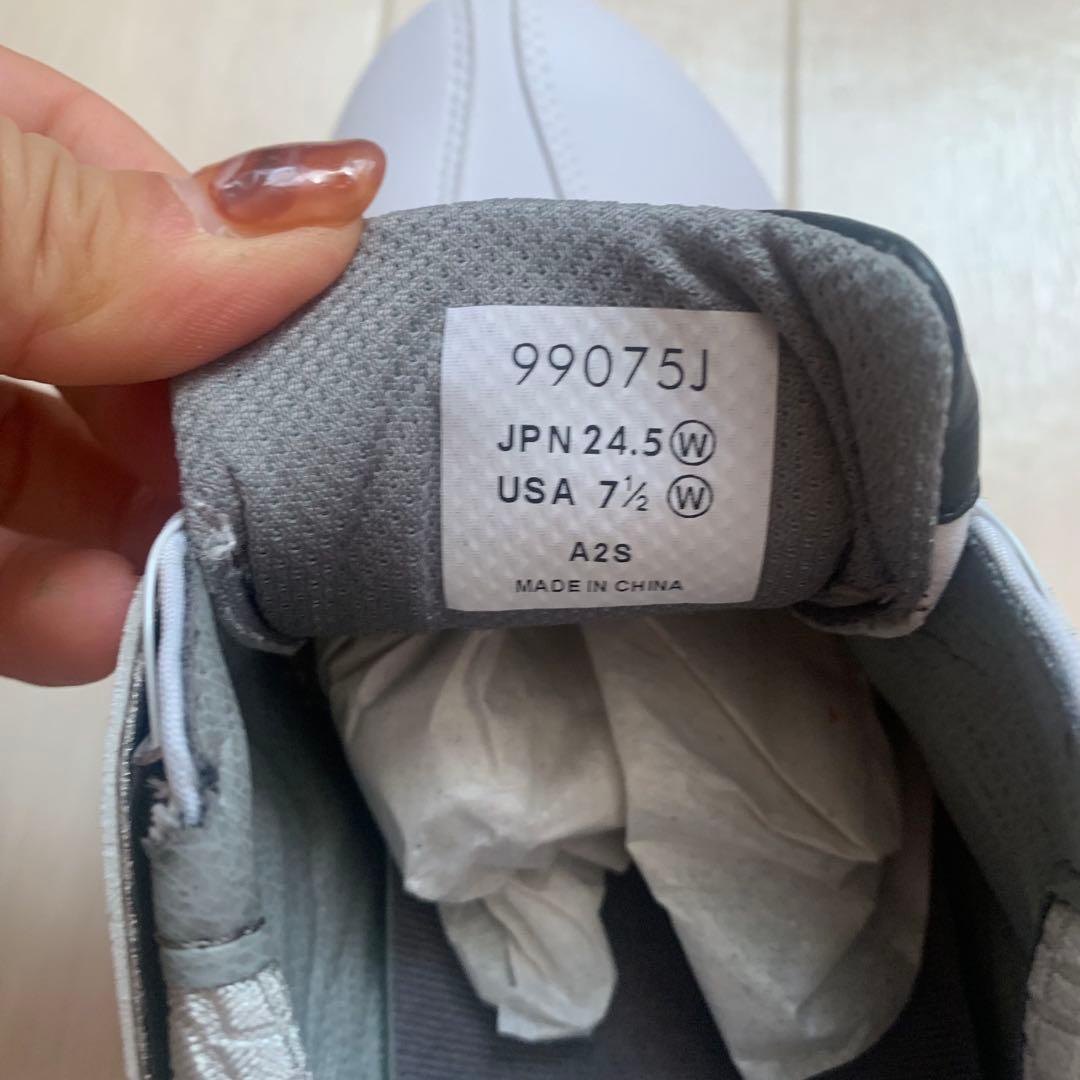 99075J
JPN 24.5 Ⓦ
USA 7½ Ⓦ
A2S
MADE IN CHINA